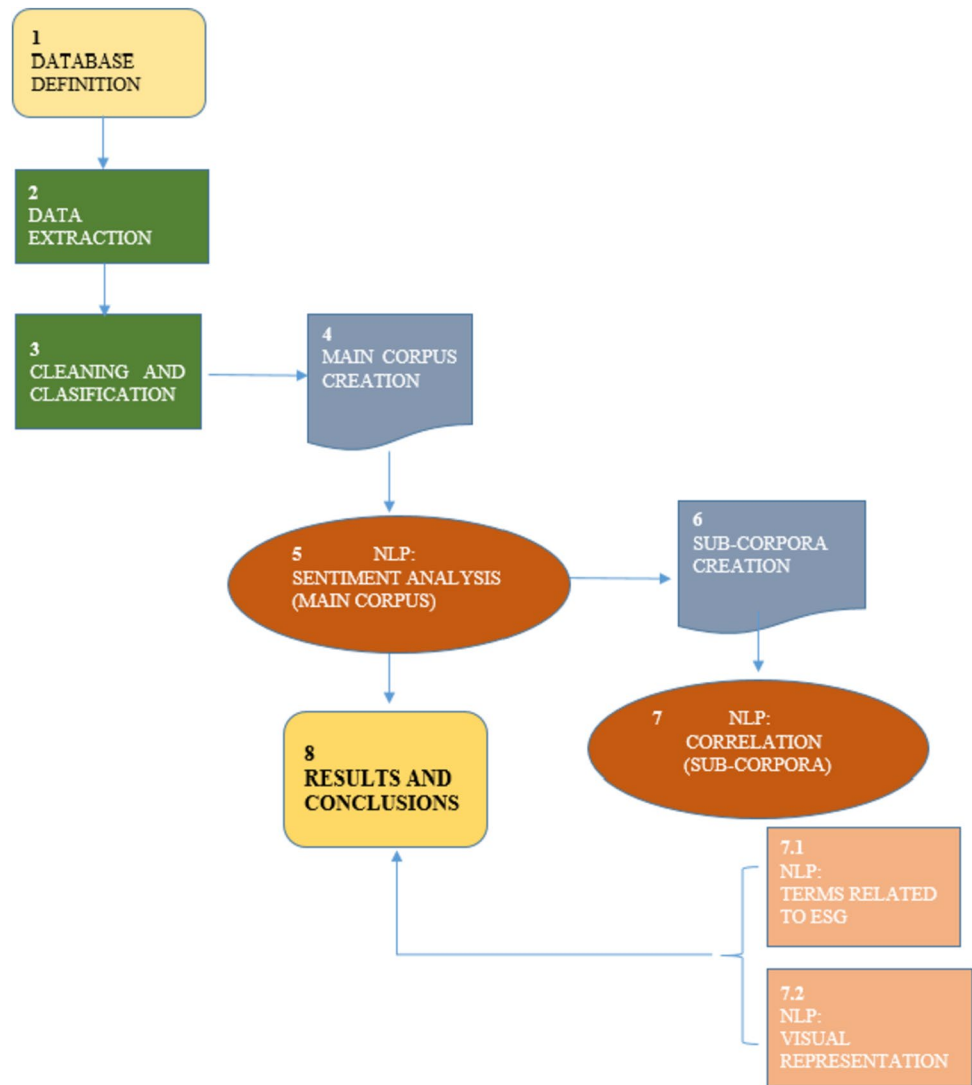 1
DATABASE
DEFINITION
2
DATA
EXTRACTION
3
CLEANING AND
CLASIFICATION
4
MAIN CORPUS
CREATION
5 NLP:
SENTIMENT ANALYSIS
(MAIN CORPUS)
6
SUB-CORPORA
CREATION
7 NLP:
CORRELATION
(SUB-CORPORA)
8
RESULTS AND
CONCLUSIONS
7.1
NLP:
TERMS RELATED
TO ESG
7.2
NLP:
VISUAL
REPRESENTATION